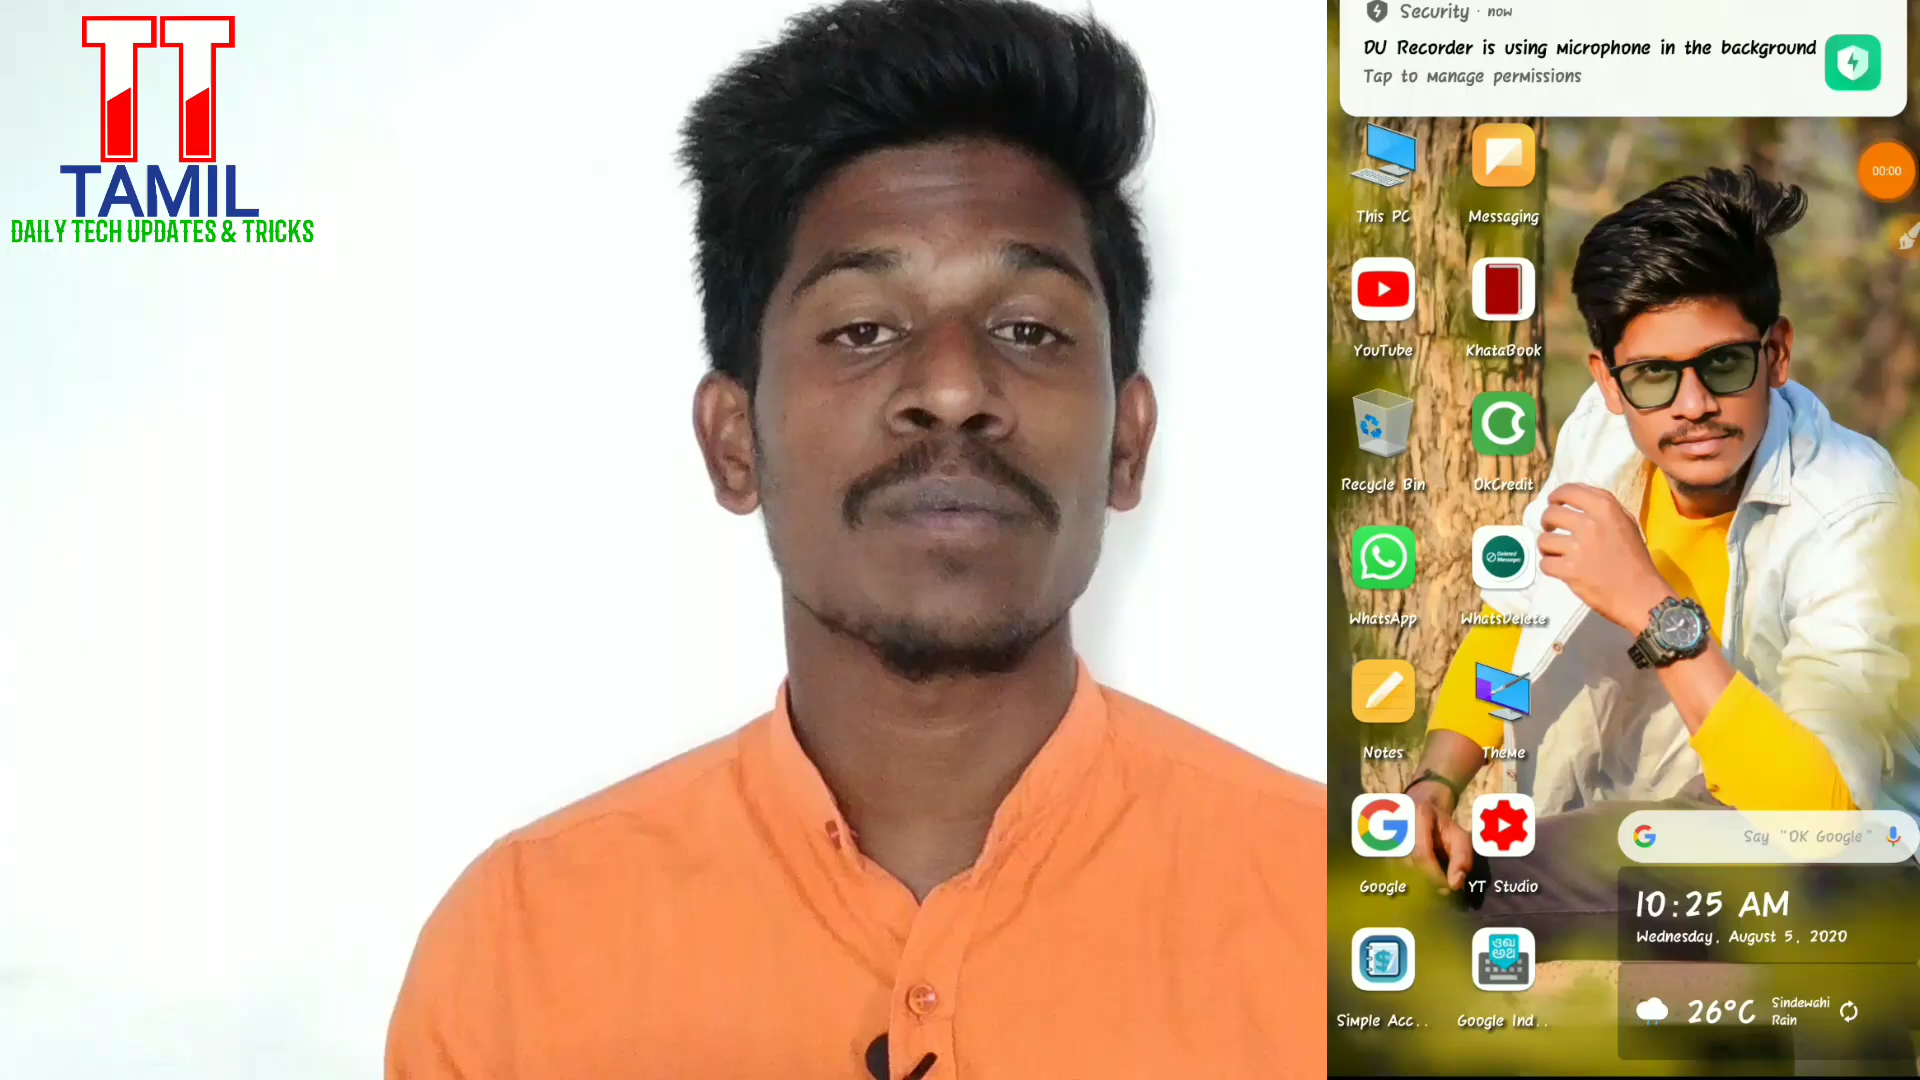 TT
TAMIL
DAILY TECH UPDATES & TRICKS
Security · now
DU Recorder is using microphone in the background
Tap to manage permissions
00:00
This PC
Messaging
YouTube
KhataBook
Recycle Bin
OkCredit
Deleted
Messages
WhatsApp
WhatsDelete
Notes
Theme
Google
YT Studio
Say "OK Google"
10:25 AM
Wednesday, August 5, 2020
Simple Acc..
Google Ind..
26°C
Sindewahi
Rain